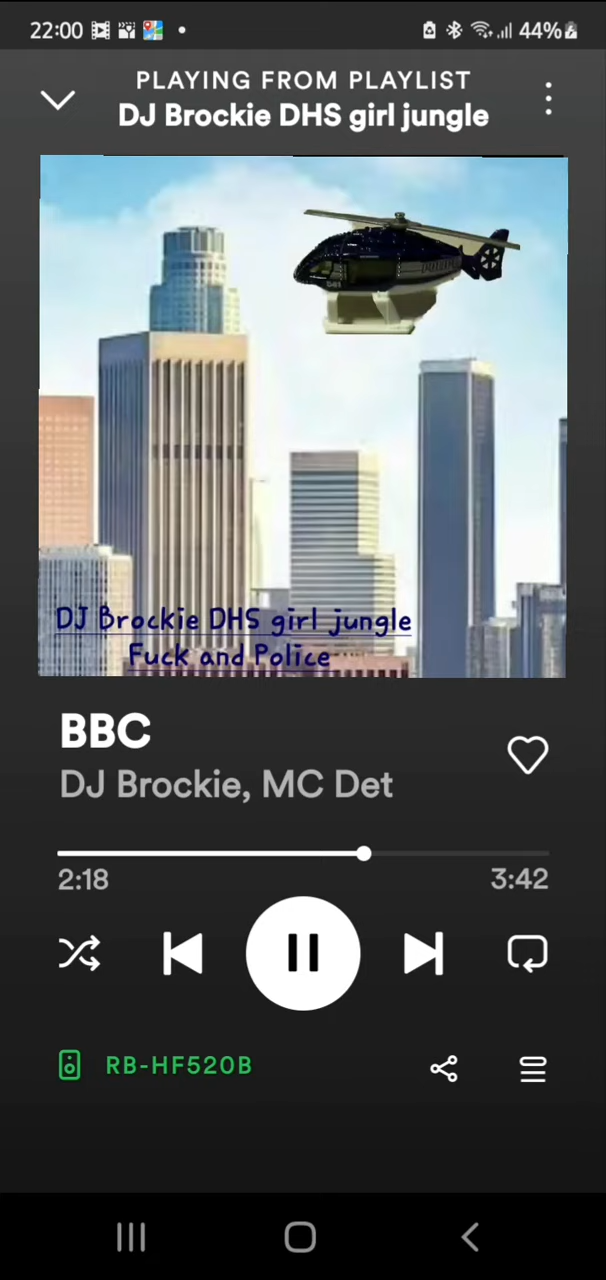 22:00
44%
PLAYING FROM PLAYLIST
DJ Brockie DHS girl jungle
DJ Brockie DHS girl jungle
Fuck and Police
BBC
DJ Brockie, MC Det
2:18
3:42
RB-HF520B